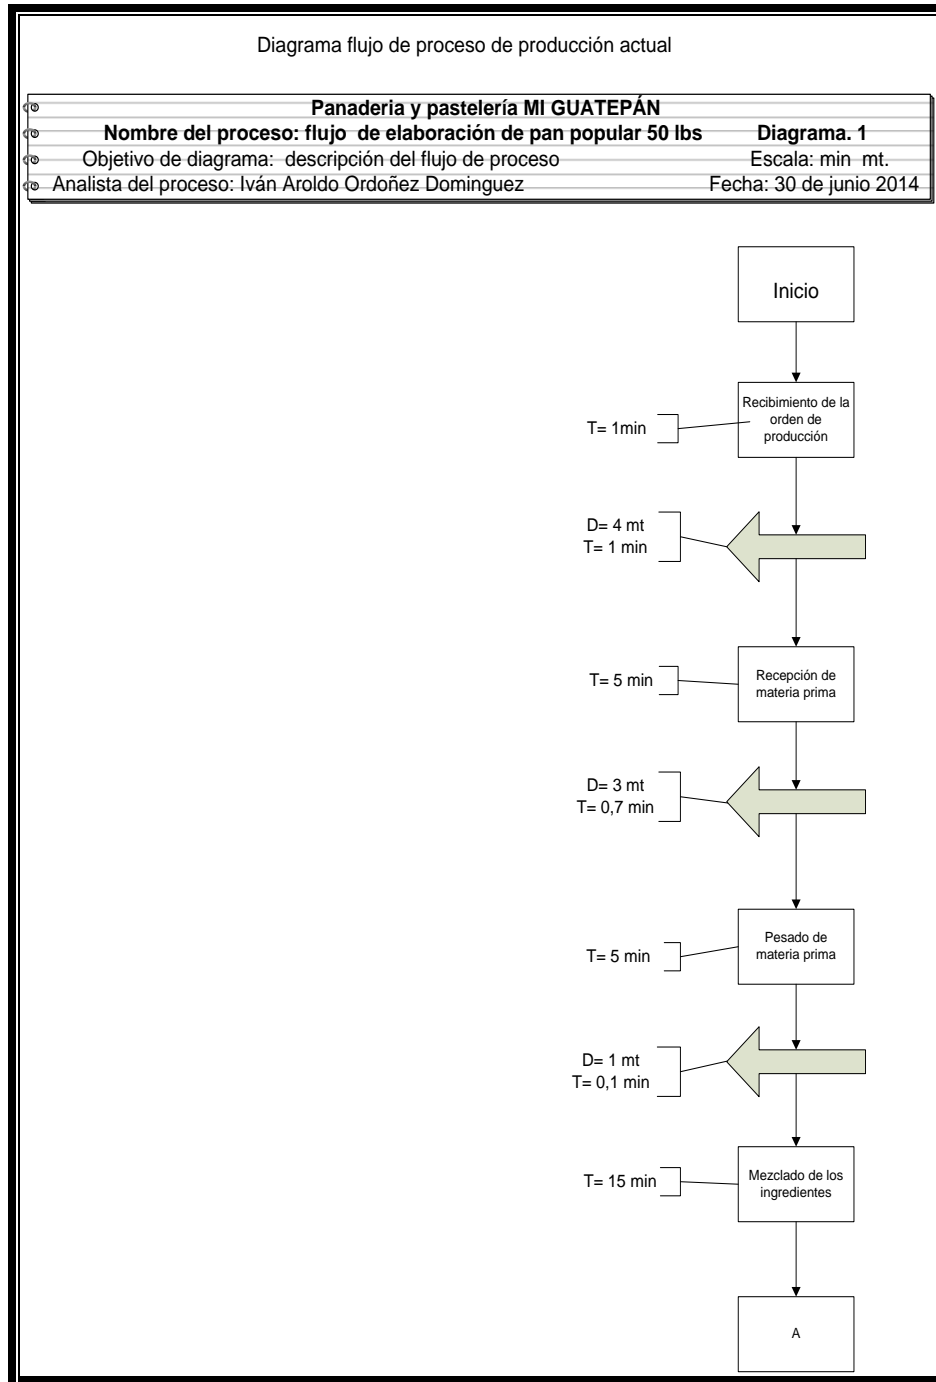 Diagrama flujo de proceso de producción actual
Panaderia y pastelería MI GUATEPÁN
Nombre del proceso: flujo de elaboración de pan popular 50 lbs Diagrama. 1
Objetivo de diagrama: descripción del flujo de proceso Escala: min mt.
Analista del proceso: Iván Aroldo Ordoñez Dominguez Fecha: 30 de junio 2014
Inicio
Recibimiento de la
orden de
producción
T= 1min
D= 4 mt
T= 1 min
Recepción de
materia prima
T= 5 min
D= 3 mt
T= 0,7 min
Pesado de
materia prima
T= 5 min
D= 1 mt
T= 0,1 min
Mezclado de los
ingredientes
T= 15 min
A